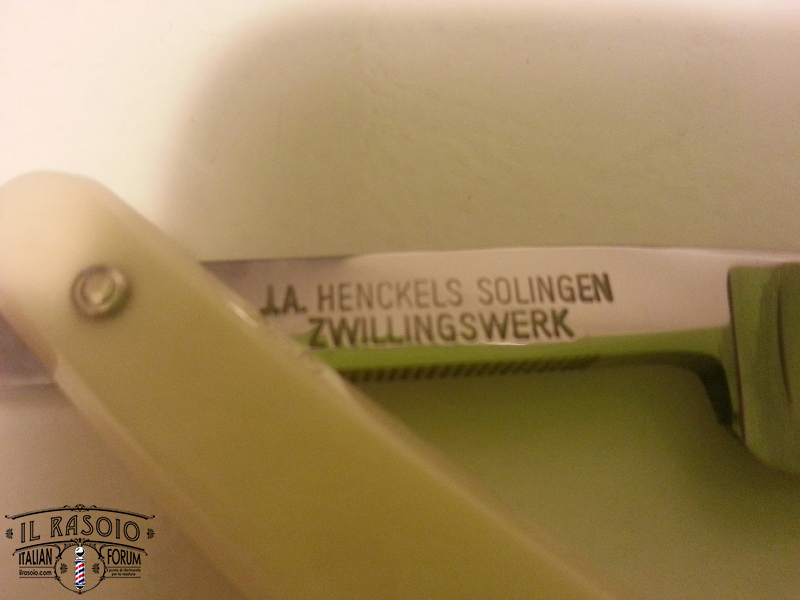 J.A. HENCKELS SOLINGEN
ZWILLINGSWERK
IL RASOIO
ITALIAN FORUM
ilrasoio.com